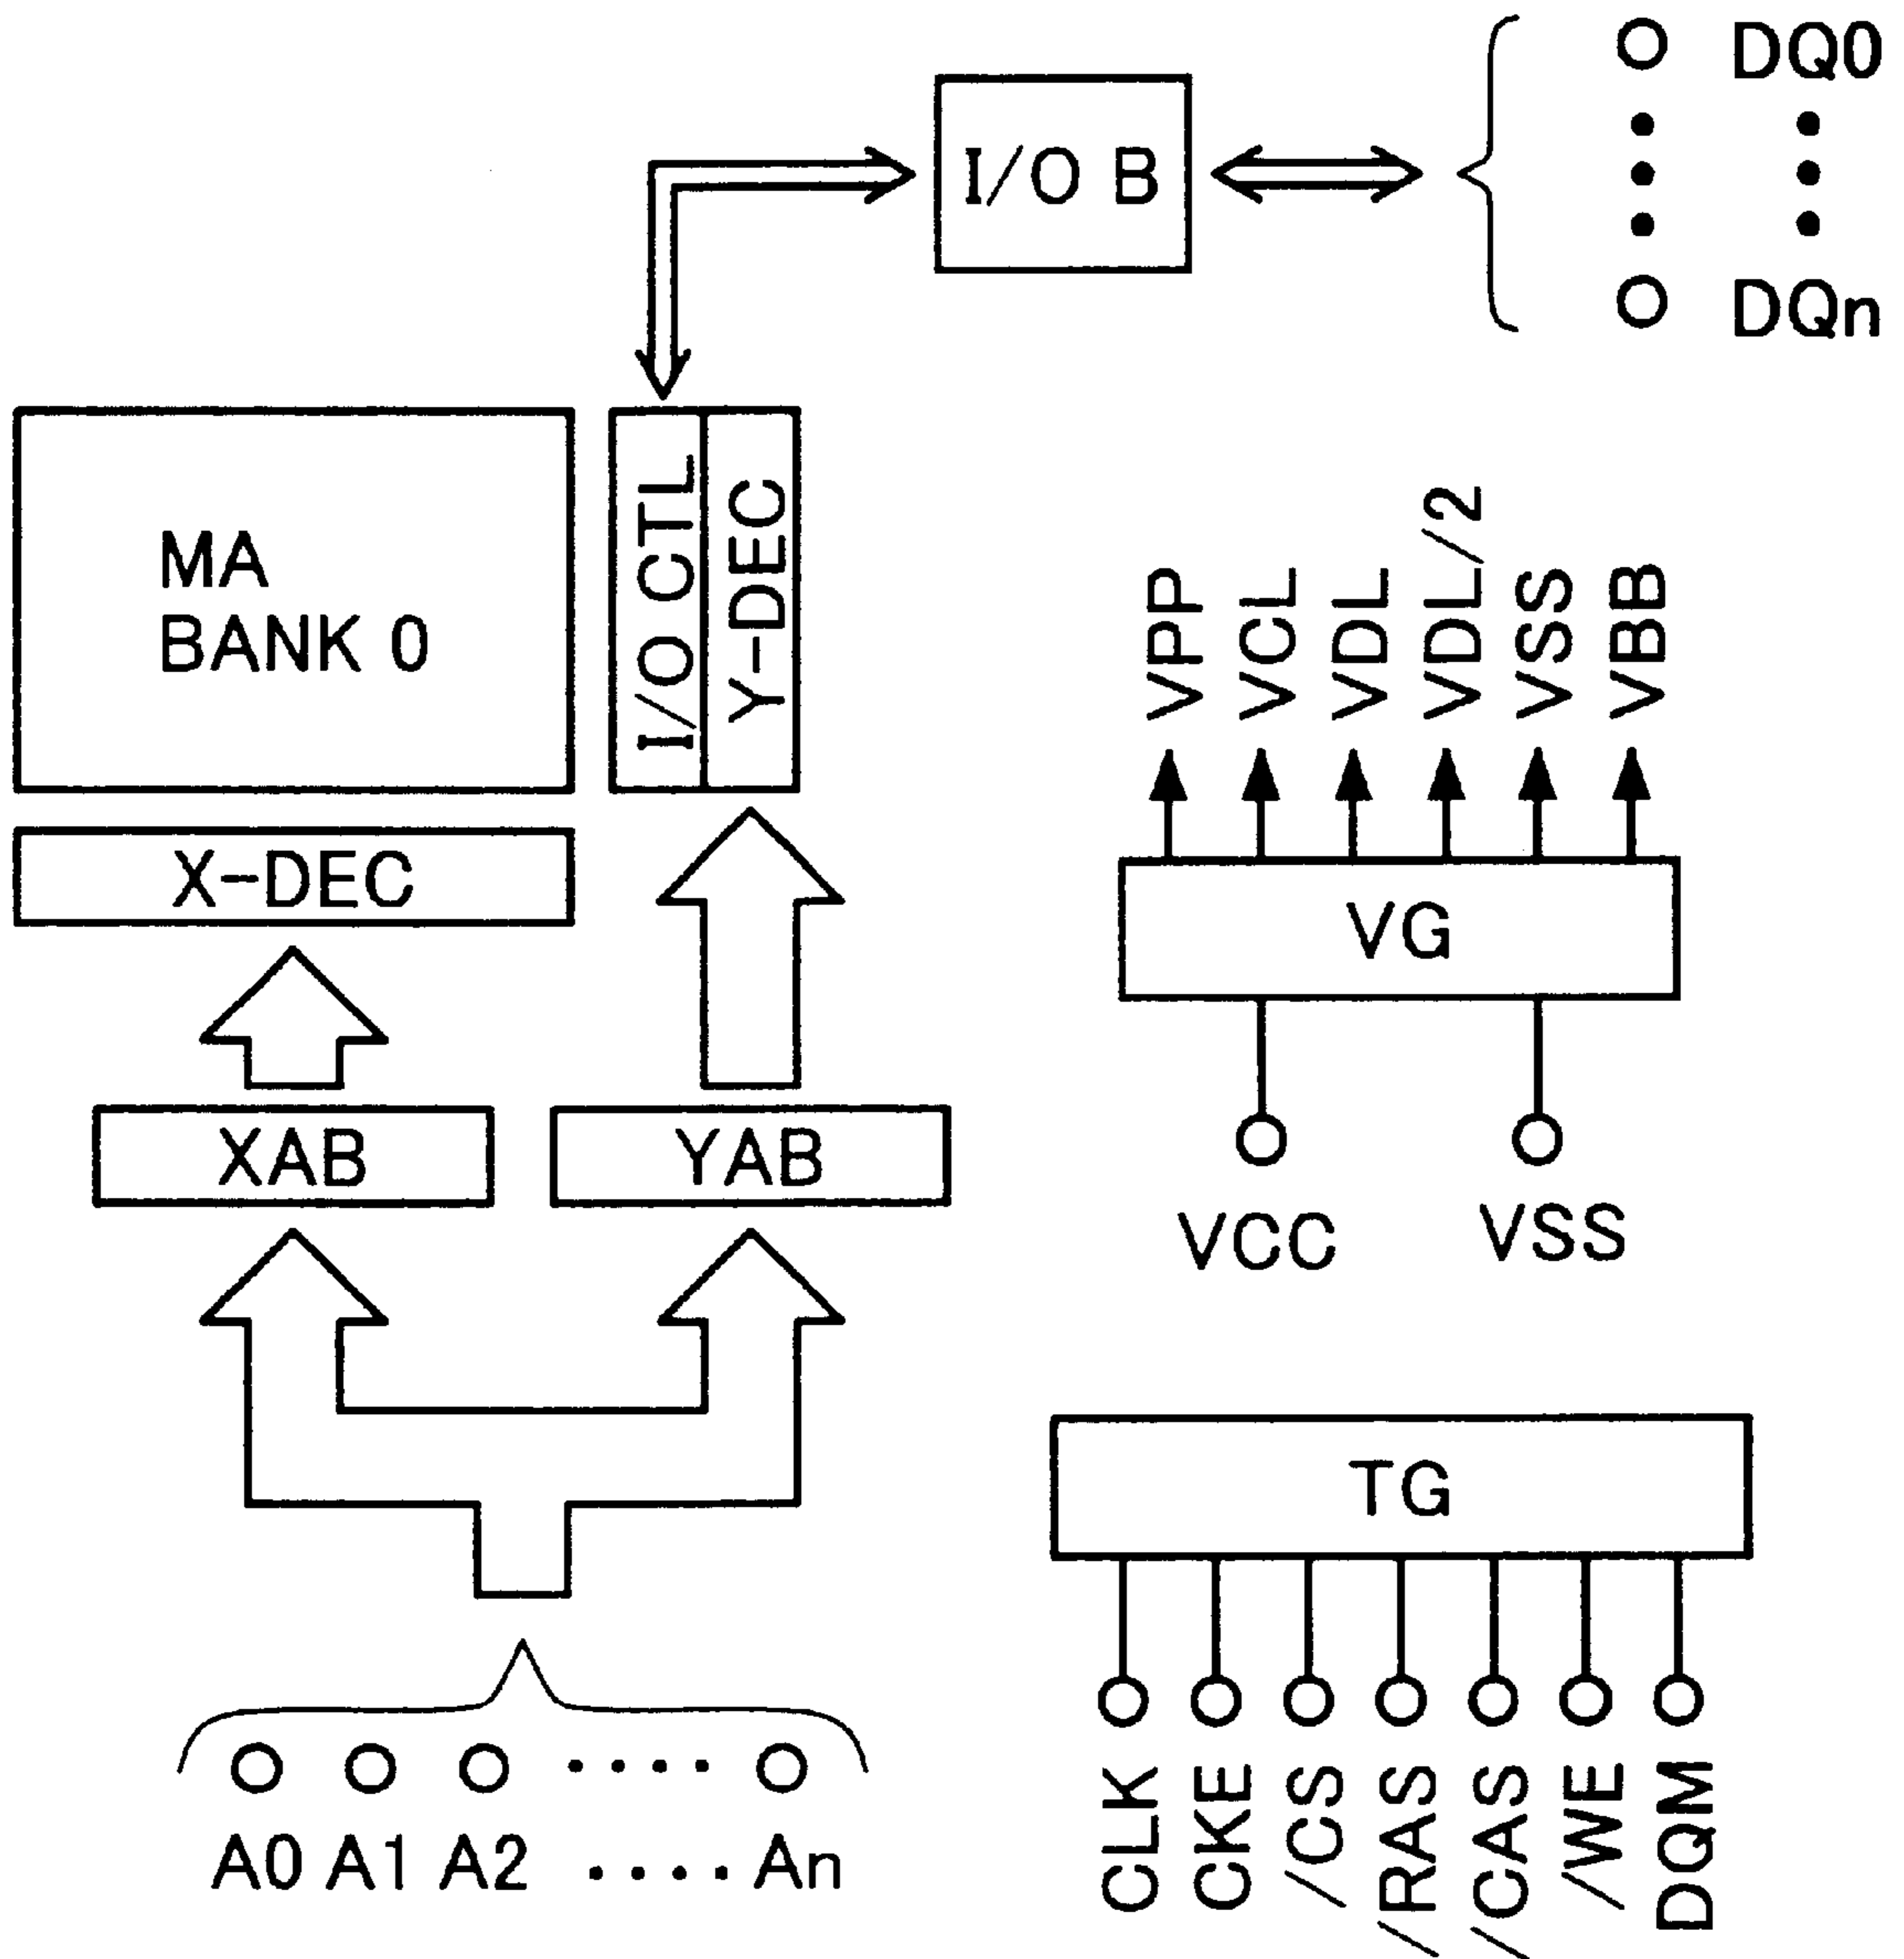 DQ0
I/O B
DQn
MA
BANK 0
I/O CTL
Y-DEC
X-DEC
VPP
VCL
VDL
VDL/2
VSS
VBB
VG
XAB
YAB
VCC
VSS
TG
CLK
CKE
/CS
/RAS
/CAS
/WE
DQM
A0 A1 A2 ···· An